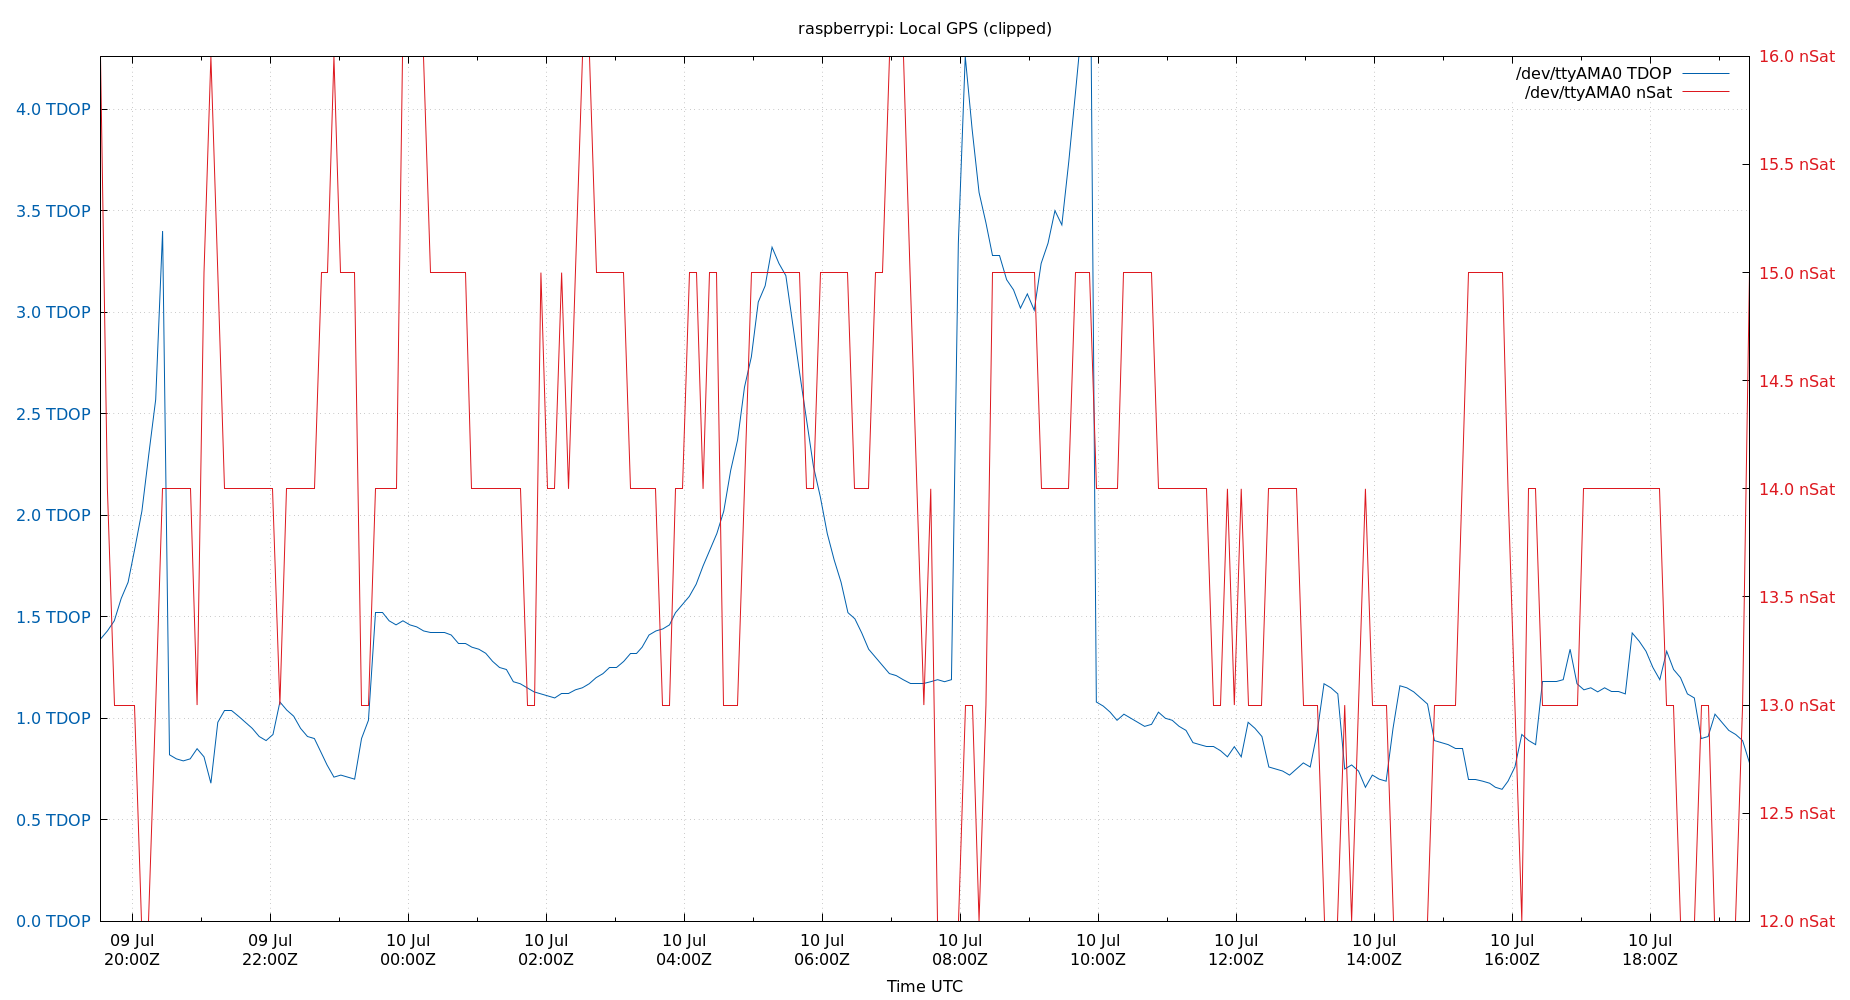 raspberrypi: Local GPS (clipped)
/dev/ttyAMA0 TDOP
/dev/ttyAMA0 nSat
4.0 TDOP
3.5 TDOP
3.0 TDOP
2.5 TDOP
2.0 TDOP
1.5 TDOP
1.0 TDOP
0.5 TDOP
0.0 TDOP
16.0 nSat
15.5 nSat
15.0 nSat
14.5 nSat
14.0 nSat
13.5 nSat
13.0 nSat
12.5 nSat
12.0 nSat
09 Jul 09 Jul 10 Jul 10 Jul 10 Jul 10 Jul 10 Jul 10 Jul 10 Jul 10 Jul 10 Jul 10 Jul
20:00Z 22:00Z 00:00Z 02:00Z 04:00Z 06:00Z 08:00Z 10:00Z 12:00Z 14:00Z 16:00Z 18:00Z
Time UTC